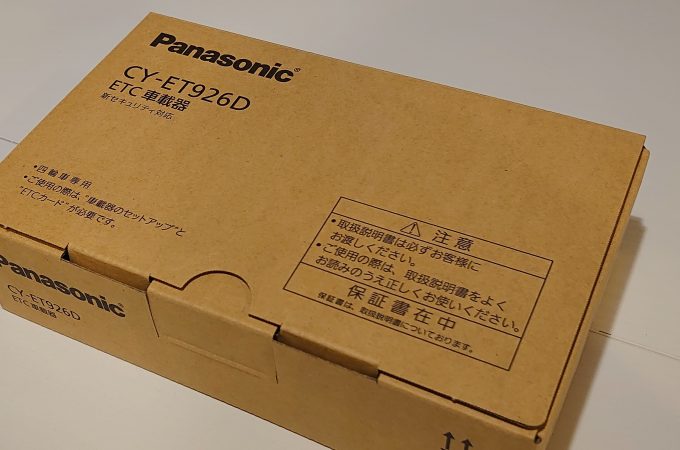 Panasonic®
CY-ET926D
ETC 車載器
新セキュリティ対応
•四輪車専用
•ご使用の際は、"車載器のセットアップ"と
"ETCカード"が必要です。
⚠ 注意
•取扱説明書は必ずお客様に
お渡しください。
•ご使用の際は、取扱説明書をよく
お読みのうえ正しくお使いください。
保証書在中
保証書は、取扱説明書についております。
Panasonic
CY-ET926D
ETC 車載器